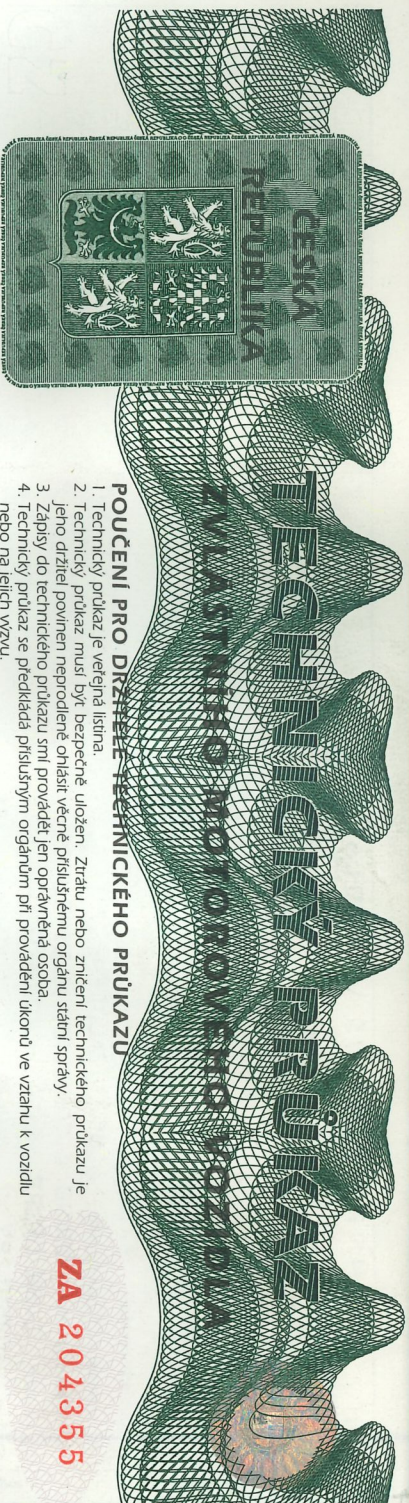 ČESKÁ
REPUBLIKA
TECHNICKÝ PRŮKAZ
ZVLÁŠTNÍHO MOTOROVÉHO VOZIDLA
POUČENÍ PRO DRŽITELE TECHNICKÉHO PRŮKAZU
1. Technický průkaz je veřejná listina.
2. Technický průkaz musí být bezpečně uložen. Ztrátu nebo zničení technického průkazu je
jeho držitel povinen neprodleně ohlásit věcně příslušnému orgánu státní správy.
3. Zápisy do technického průkazu smí provádět jen oprávněná osoba.
4. Technický průkaz se předkládá příslušným orgánům při provádění úkonů ve vztahu k vozidlu
nebo na jejich výzvu.
ZA 204355